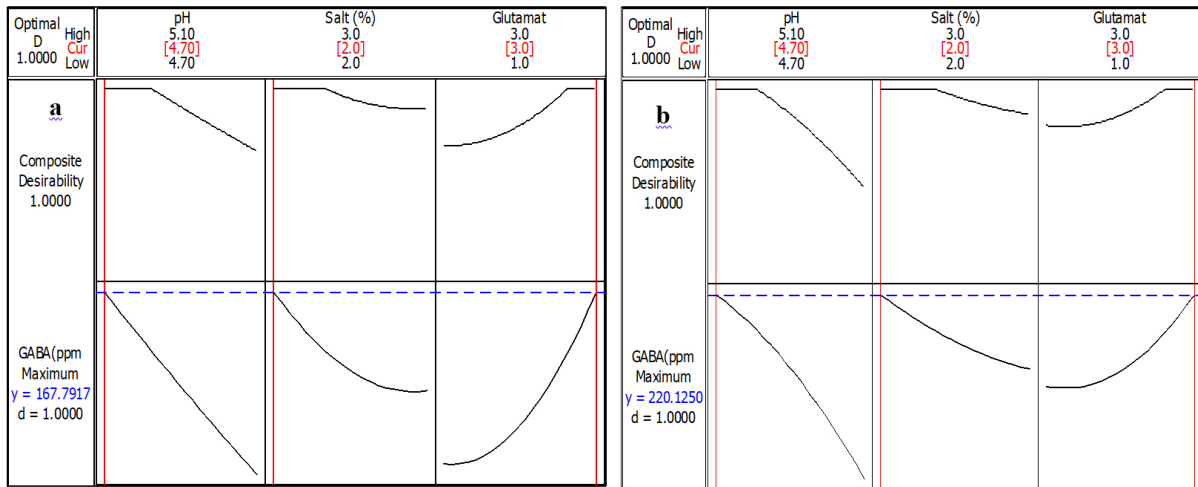 Optimal
D
1.0000
High
Cur
Low
pH
5.10
[4.70]
4.70
Salt (%)
3.0
[2.0]
2.0
Glutamat
3.0
[3.0]
1.0
a
Composite
Desirability
1.0000
GABA(ppm
Maximum
y = 167.7917
d = 1.0000
Optimal
D
1.0000
High
Cur
Low
pH
5.10
[4.70]
4.70
Salt (%)
3.0
[2.0]
2.0
Glutamat
3.0
[3.0]
1.0
b
Composite
Desirability
1.0000
GABA(ppm
Maximum
y = 220.1250
d = 1.0000